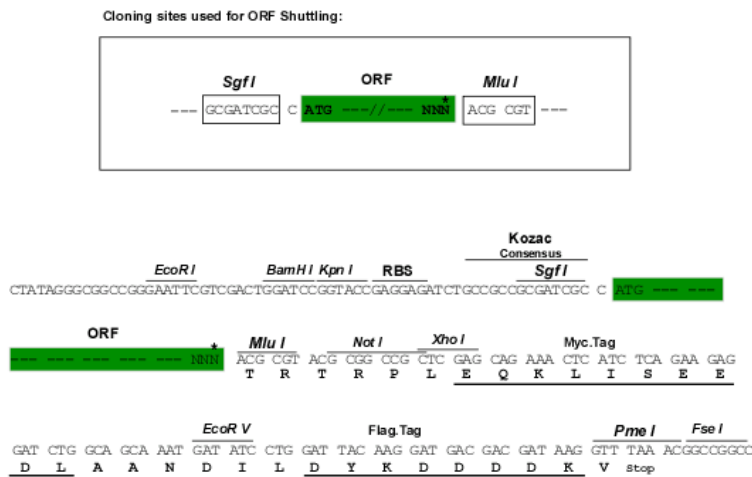 Cloning sites used for ORF Shuttling:
Sgf I ORF Mlu I
--- GCGATCGC C ATG ---//--- NNN* ACG CGT ---
Kozac
Consensus
EcoR I BamH I Kpn I RBS Sgf I
CTATAGGGCGGCCGGGAATTCGTCGACTGGATCCGGTACCGAGGAGATCTGCCGCCGCGATCGC C ATG --- ---
ORF
Mlu I Not I Xho I Myc.Tag
--- --- --- --- --- NNN* ACG CGT ACG CGG CCG CTC GAG CAG AAA CTC ATC TCA GAA GAG
T R T R P L E Q K L I S E E
EcoR V Flag.Tag Pme I Fse I
GAT CTG GCA GCA AAT GAT ATC CTG GAT TAC AAG GAT GAC GAC GAT AAG GTT TAA ACGGCCGGCC
D L A A N D I L D Y K D D D D K V Stop